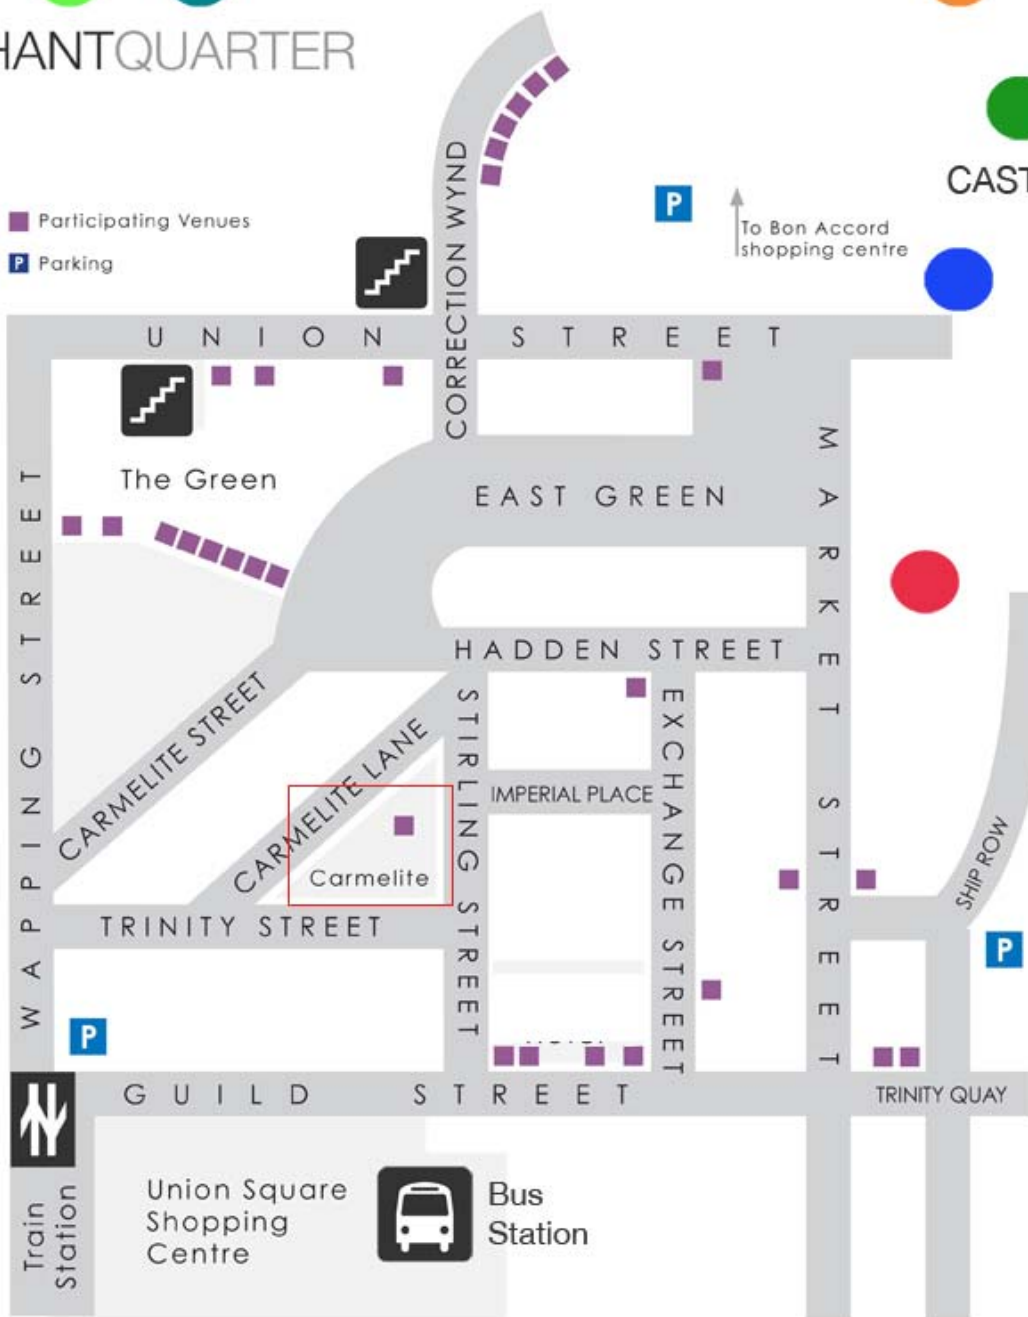 HANTQUARTER
CAST
Participating Venues
P Parking
P
To Bon Accord
shopping centre
CORRECTION WYND
UNION STREET
The Green
EAST GREEN
MARKET STREET
WAPPING STREET
HADDEN STREET
CARMELITE STREET
CARMELITE LANE
STIRLING STREET
EXCHANGE STREET
IMPERIAL PLACE
Carmelite
SHIP ROW
TRINITY STREET
P
P
GUILD STREET
TRINITY QUAY
Train
Station
Union Square
Shopping
Centre
Bus
Station